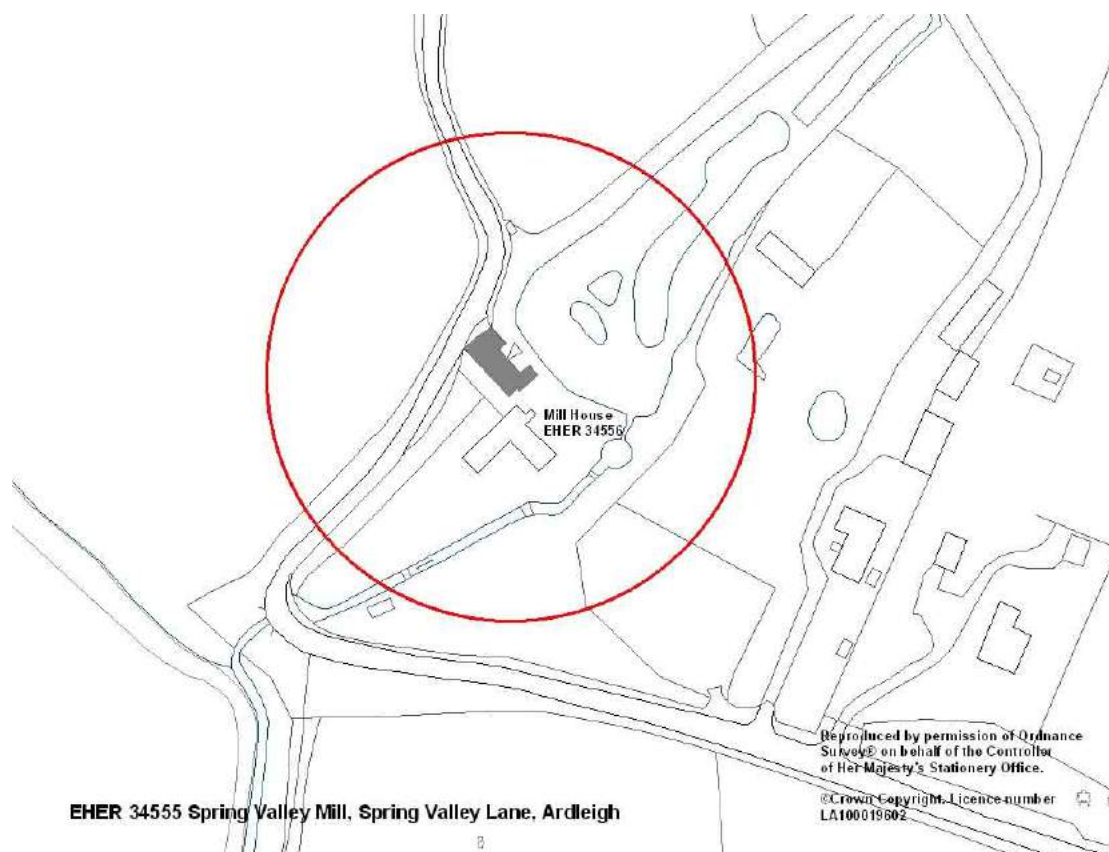 Mill House
EHER 34556
Reproduced by permission of Ordnance
Survey® on behalf of the Controller
of Her Majesty's Stationery Office.
©Crown Copyright. Licence number
LA100019602
EHER 34555 Spring Valley Mill, Spring Valley Lane, Ardleigh